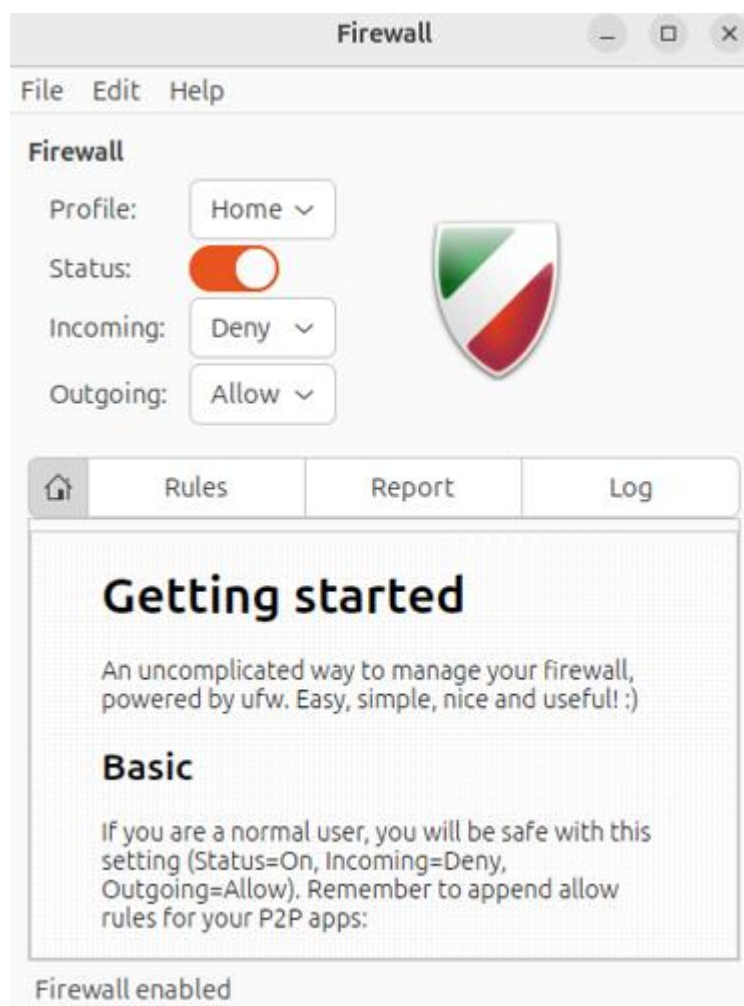 Firewall
File Edit Help
Firewall
Profile: Home
Status:
Incoming: Deny
Outgoing: Allow
Rules Report Log
Getting started
An uncomplicated way to manage your firewall,
powered by ufw. Easy, simple, nice and useful! :)
Basic
If you are a normal user, you will be safe with this
setting (Status=On, Incoming=Deny,
Outgoing=Allow). Remember to append allow
rules for your P2P apps:
Firewall enabled